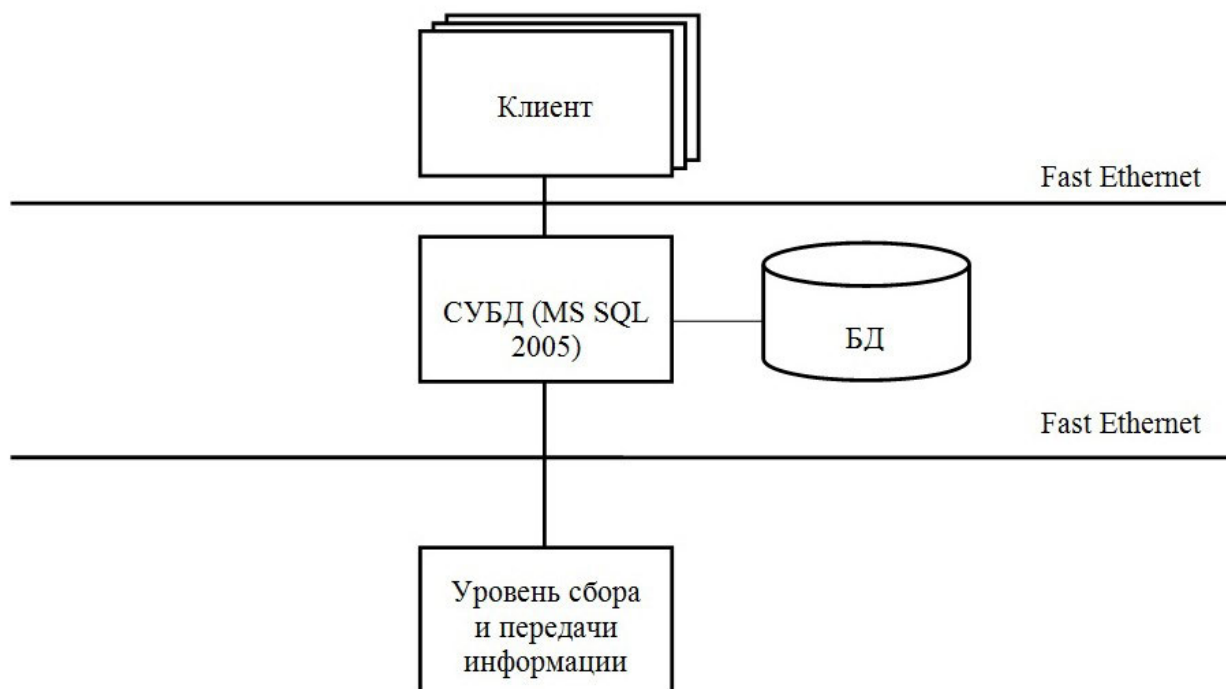 Клиент
Fast Ethernet
СУБД (MS SQL
2005)
БД
Fast Ethernet
Уровень сбора
и передачи
информации